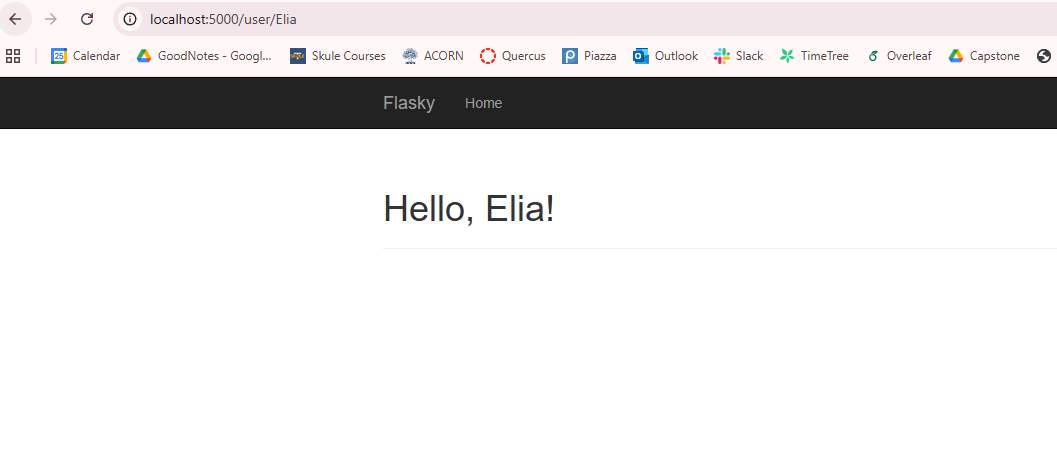 localhost:5000/user/Elia
25 Calendar GoodNotes - Googl... Skule Courses ACORN Quercus Piazza Outlook Slack TimeTree Overleaf Capstone
Flasky Home
Hello, Elia!